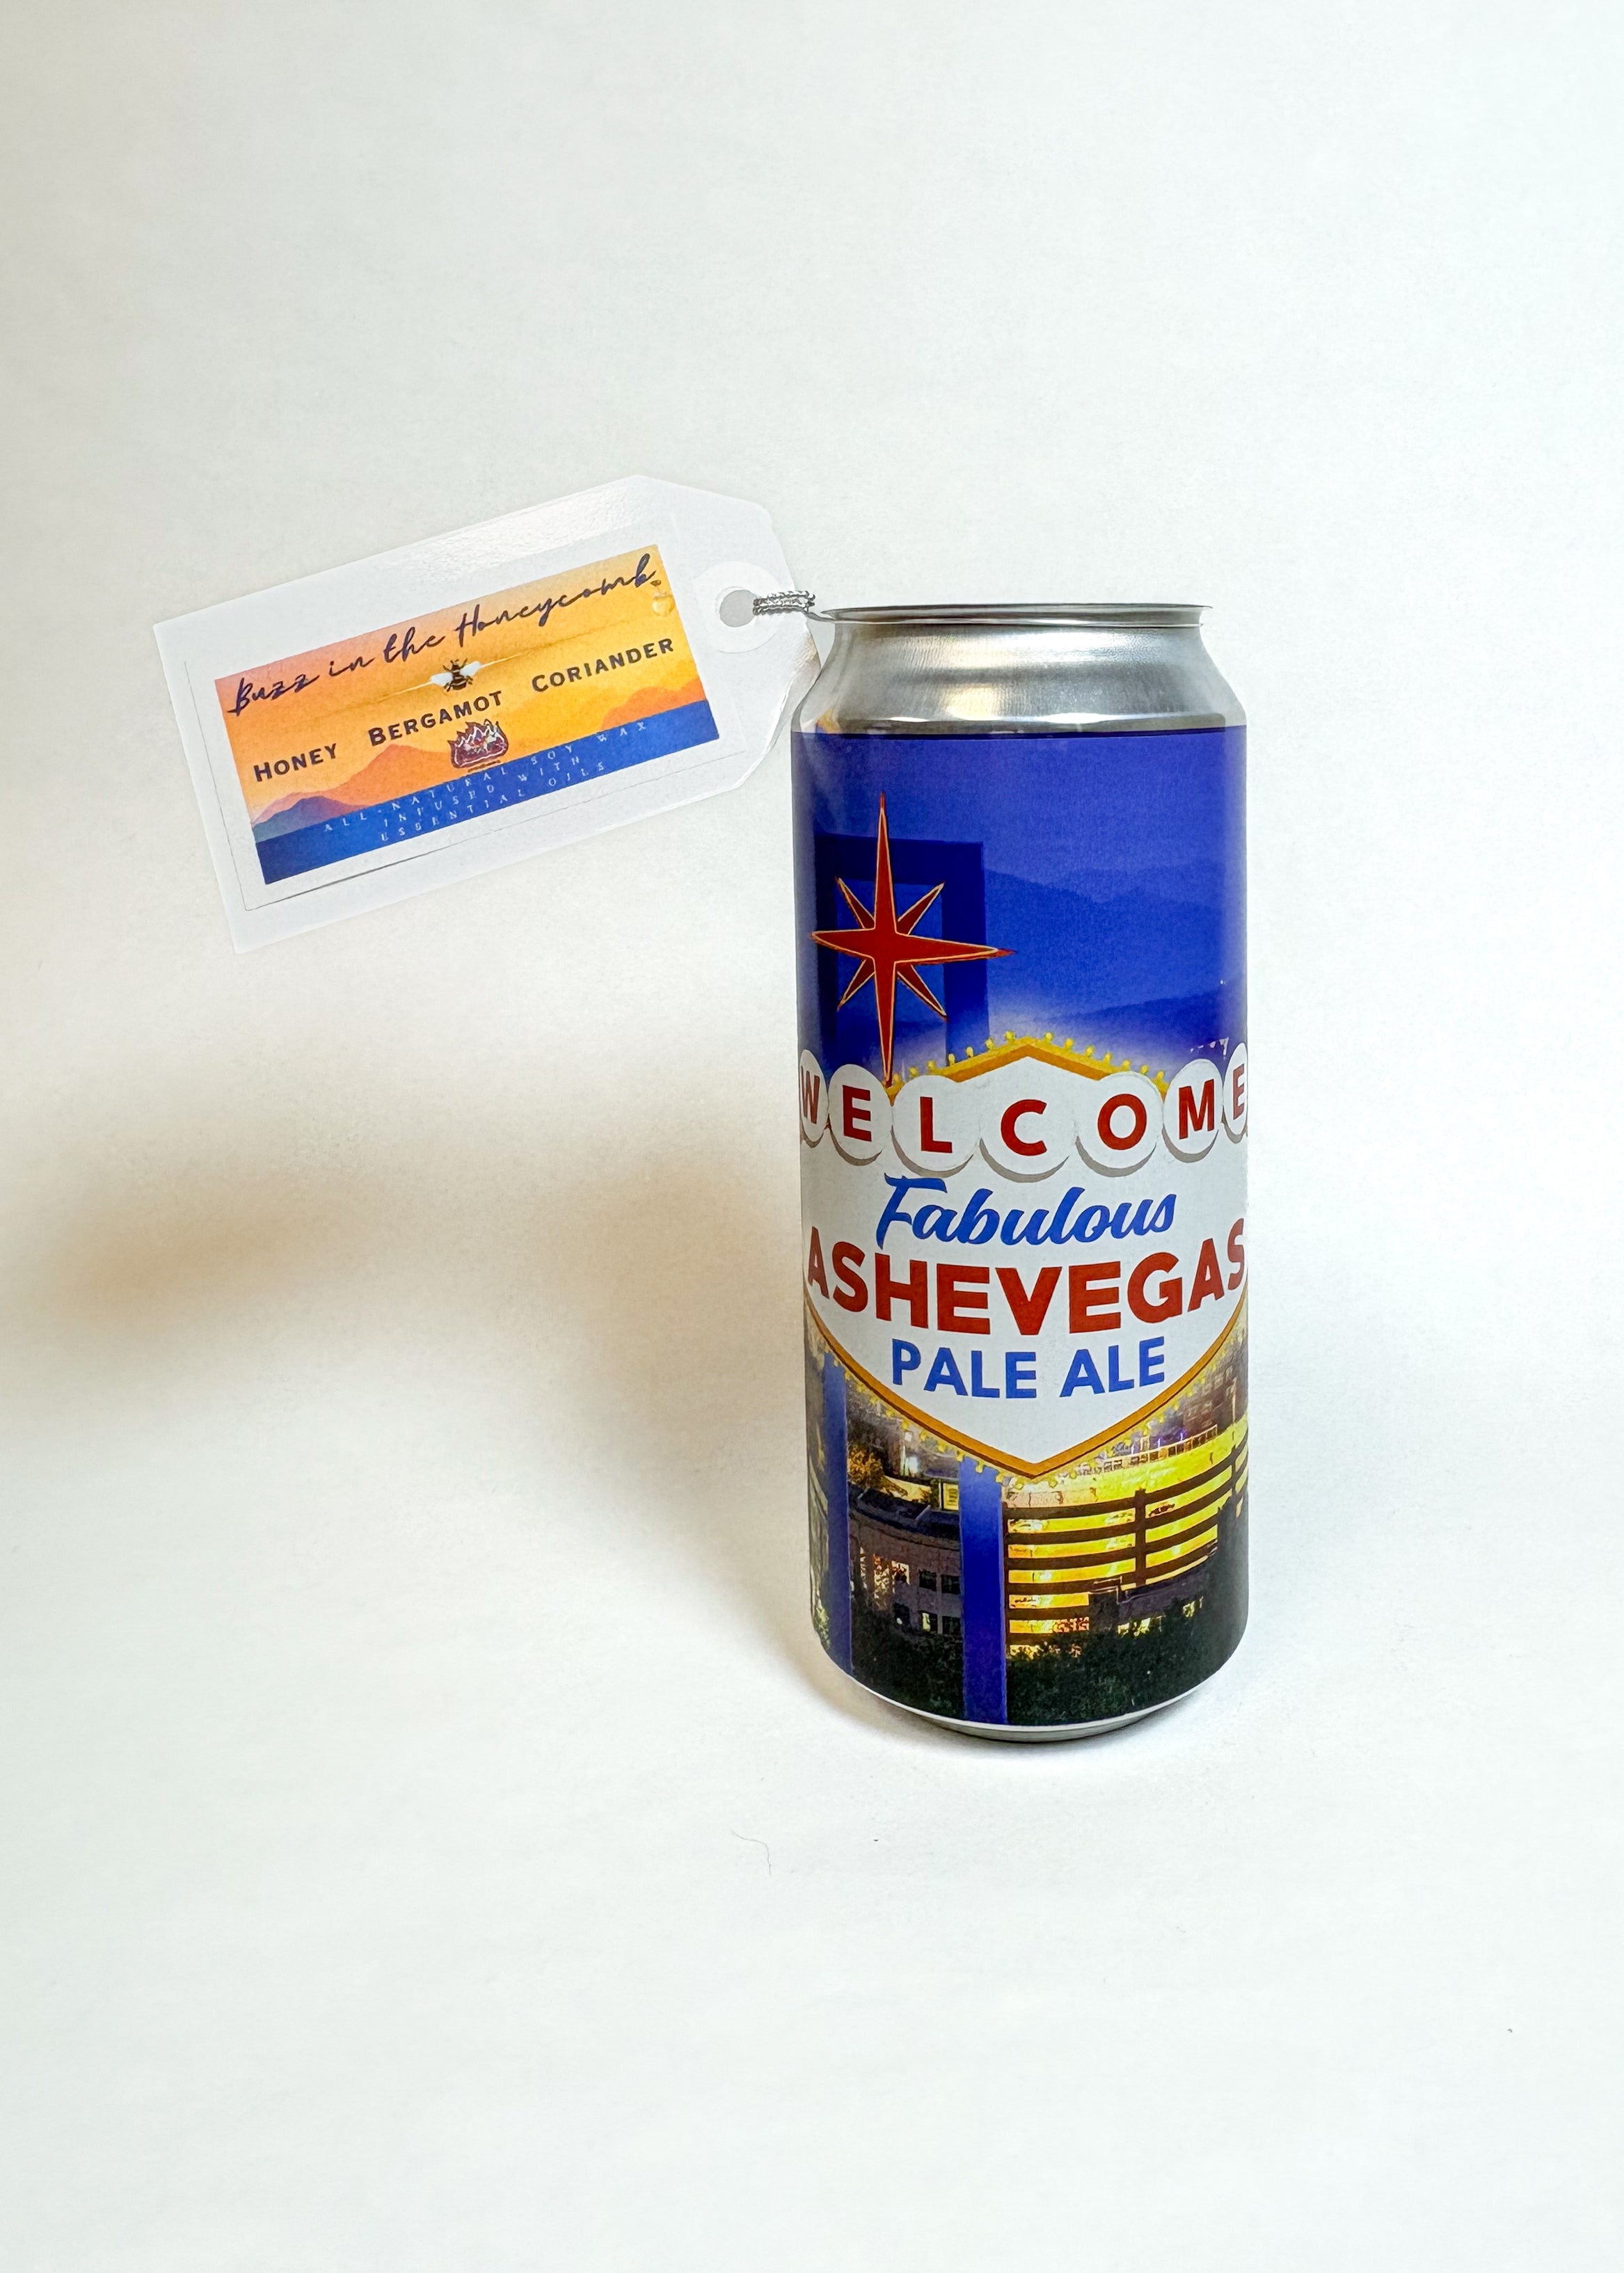 Buzz in the Honeycomb
HONEY BERGAMOT CORIANDER
ALL-NATURAL SOY WAX
INFUSED WITH
ESSENTIAL OILS
WELCOME
Fabulous
ASHEVEGAS
PALE ALE